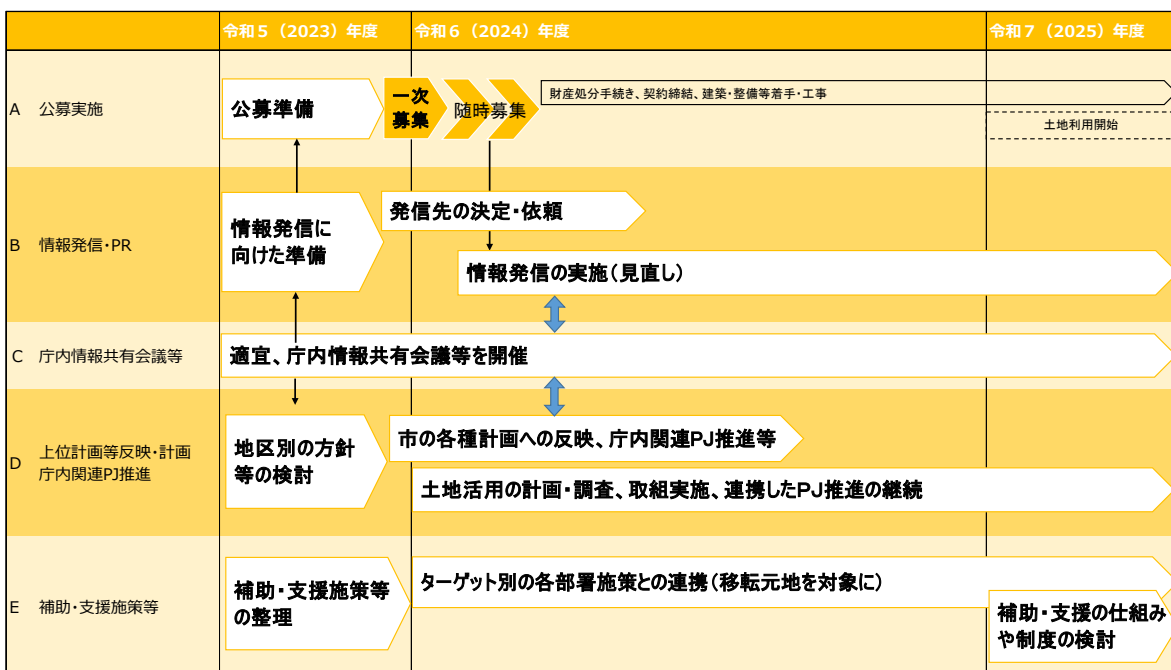 令和5（2023）年度
令和6（2024）年度
令和7（2025）年度
A 公募実施
公募準備
一次
募集
随時募集
財産処分手続き、契約締結、建築・整備等着手・工事
土地利用開始
B 情報発信・PR
情報発信に
向けた準備
発信先の決定・依頼
情報発信の実施（見直し）
C 庁内情報共有会議等
適宜、庁内情報共有会議等を開催
D 上位計画等反映・計画
庁内関連PJ推進
地区別の方針
等の検討
市の各種計画への反映、庁内関連PJ推進等
土地活用の計画・調査、取組実施、連携したPJ推進の継続
E 補助・支援施策等
補助・支援施策等
の整理
ターゲット別の各部署施策との連携（移転元地を対象に）
補助・支援の仕組み
や制度の検討